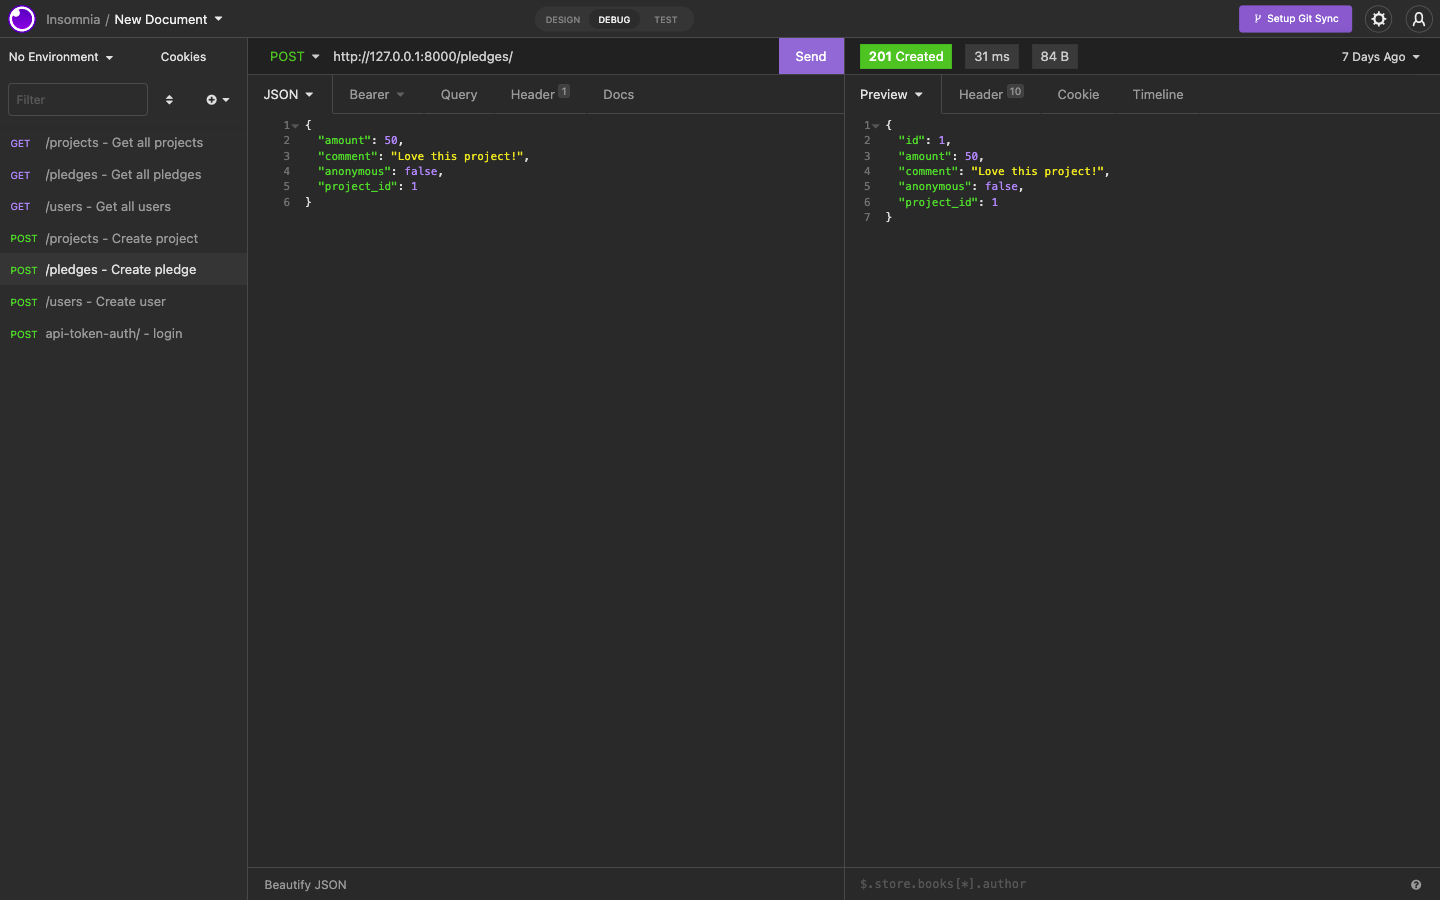 Insomnia / New Document
DESIGN DEBUG TEST
Setup Git Sync
No Environment Cookies
Filter
GET /projects - Get all projects
GET /pledges - Get all pledges
GET /users - Get all users
POST /projects - Create project
POST /pledges - Create pledge
POST /users - Create user
POST api-token-auth/ - login
POST http://127.0.0.1:8000/pledges/ Send
JSON Bearer Query Header 1 Docs
1 {
2 "amount": 50,
3 "comment": "Love this project!",
4 "anonymous": false,
5 "project_id": 1
6 }
Beautify JSON
201 Created 31 ms 84 B 7 Days Ago
Preview Header 10 Cookie Timeline
1 {
2 "id": 1,
3 "amount": 50,
4 "comment": "Love this project!",
5 "anonymous": false,
6 "project_id": 1
7 }
$.store.books[*].author